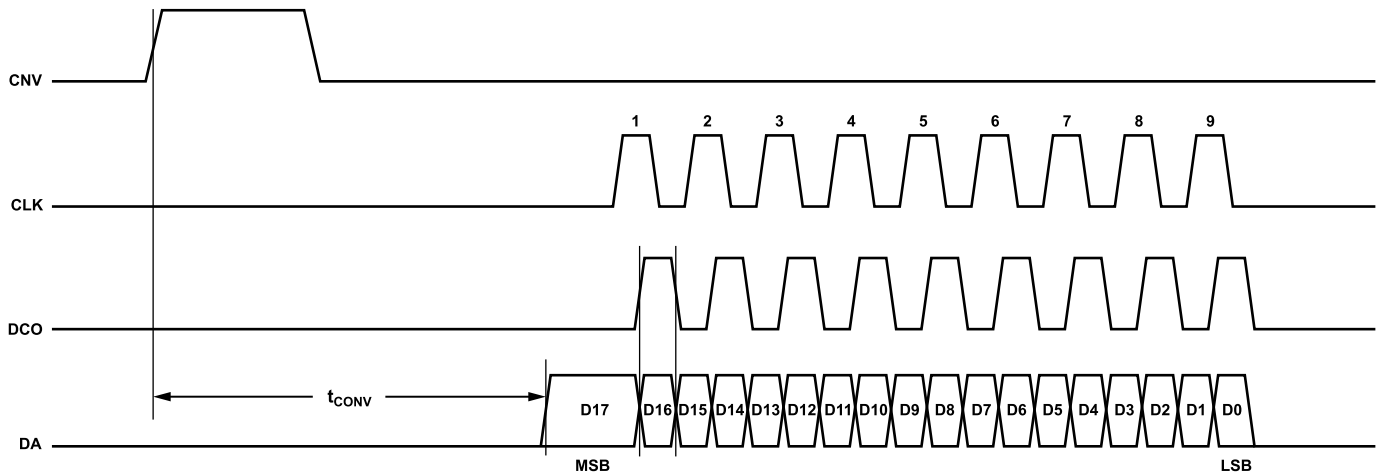 CNV
1 2 3 4 5 6 7 8 9
CLK
DCO
tCONV
D17 D16 D15 D14 D13 D12 D11 D10 D9 D8 D7 D6 D5 D4 D3 D2 D1 D0
DA
MSB LSB